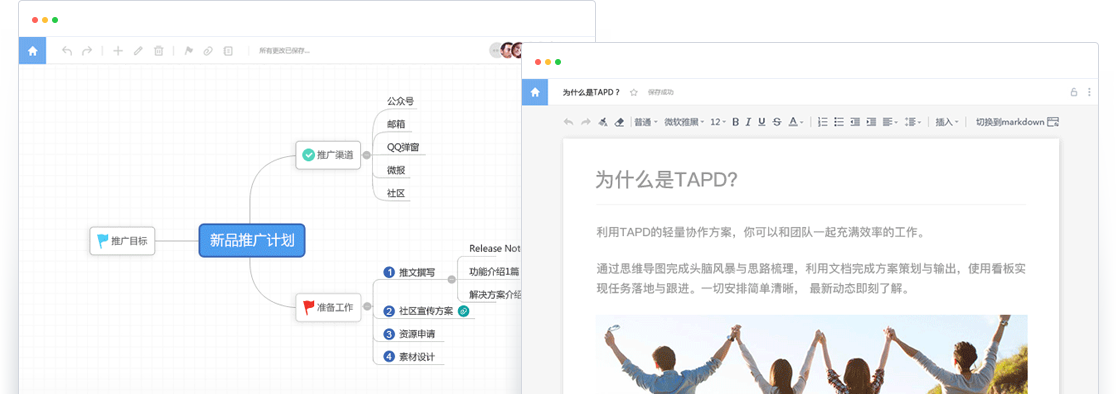 所有更改已保存...
公众号
邮箱
QQ弹窗
微报
社区
推广渠道
推广目标
新品推广计划
准备工作
1 推文撰写
Release Not
功能介绍1篇
解决方案介绍
2 社区宣传方案
3 资源申请
4 素材设计
为什么是TAPD？ 保存成功
普通 微软雅黑 12 B I U S A 插入 切换到markdown
为什么是TAPD?
利用TAPD的轻量协作方案，你可以和团队一起充满效率的工作。
通过思维导图完成头脑风暴与思路梳理，利用文档完成方案策划与输出，使用看板实
现任务落地与跟进。一切安排简单清晰， 最新动态即刻了解。